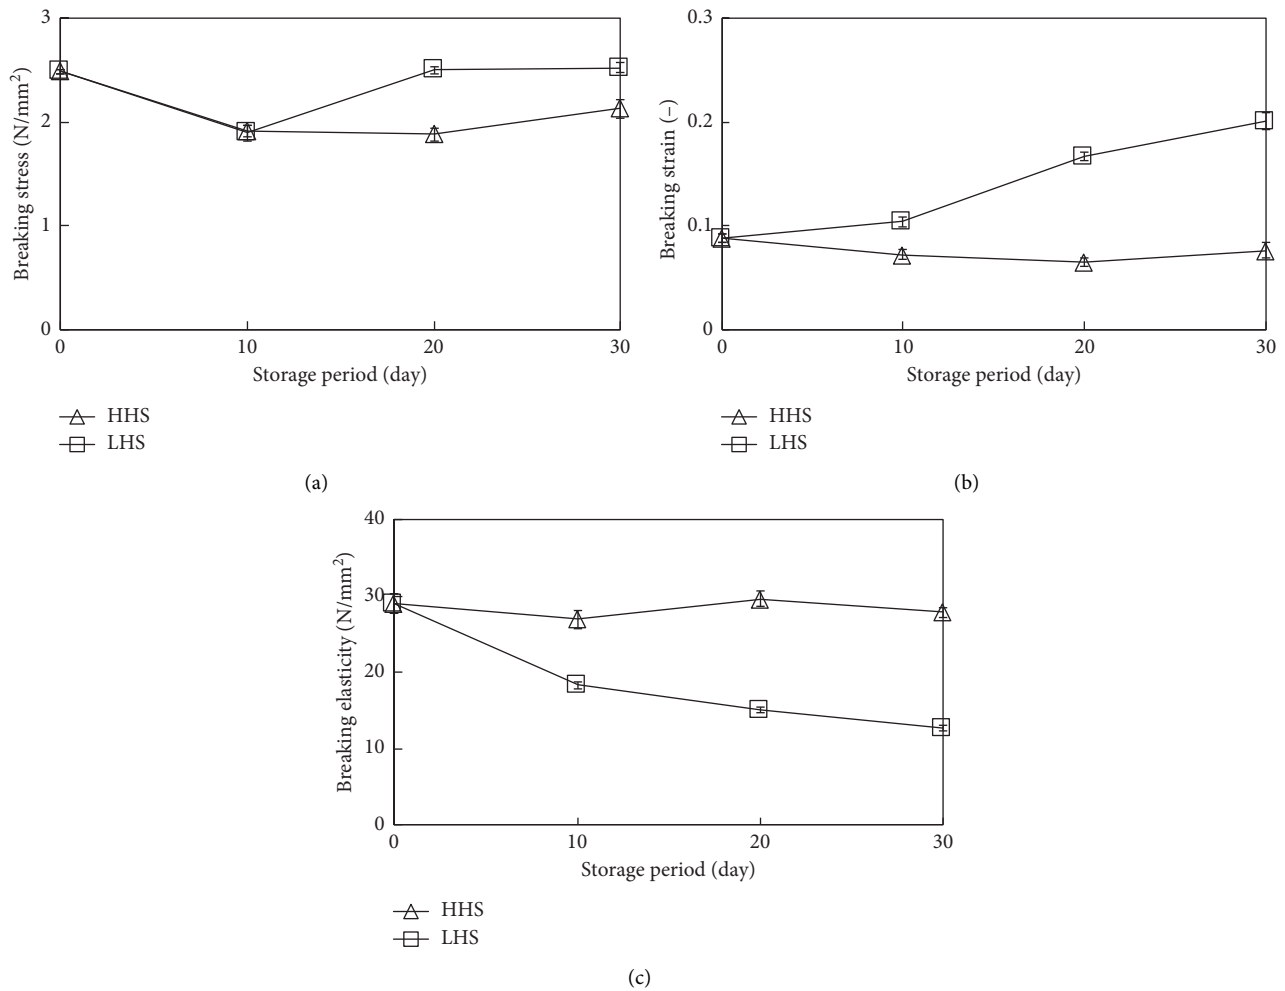 3
2
1
0
Breaking stress (N/mm²)
0 10 20 30
Storage period (day)
HHS
LHS
(a)
0.3
0.2
0.1
0
Breaking strain (–)
0 10 20 30
Storage period (day)
HHS
LHS
(b)
40
30
20
10
0
Breaking elasticity (N/mm²)
0 10 20 30
Storage period (day)
HHS
LHS
(c)